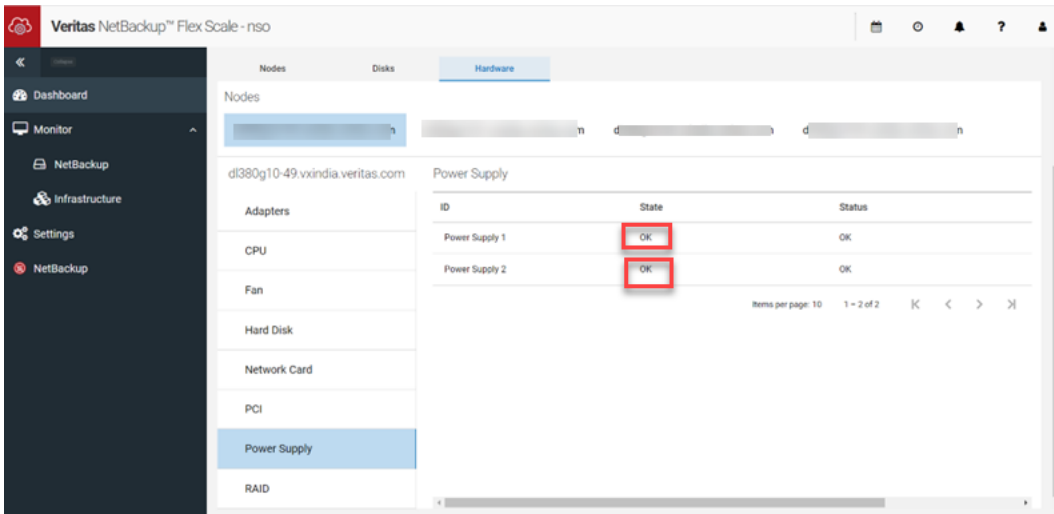 Veritas NetBackup™ Flex Scale - nso
?
Dashboard
Monitor
NetBackup
Infrastructure
Settings
NetBackup
Nodes Disks Hardware
Nodes
dl380g10-49.vxindia.veritas.com
Adapters
CPU
Fan
Hard Disk
Network Card
PCI
Power Supply
RAID
Power Supply
ID State Status
Power Supply 1 OK OK
Power Supply 2 OK OK
Items per page: 10 1 – 2 of 2